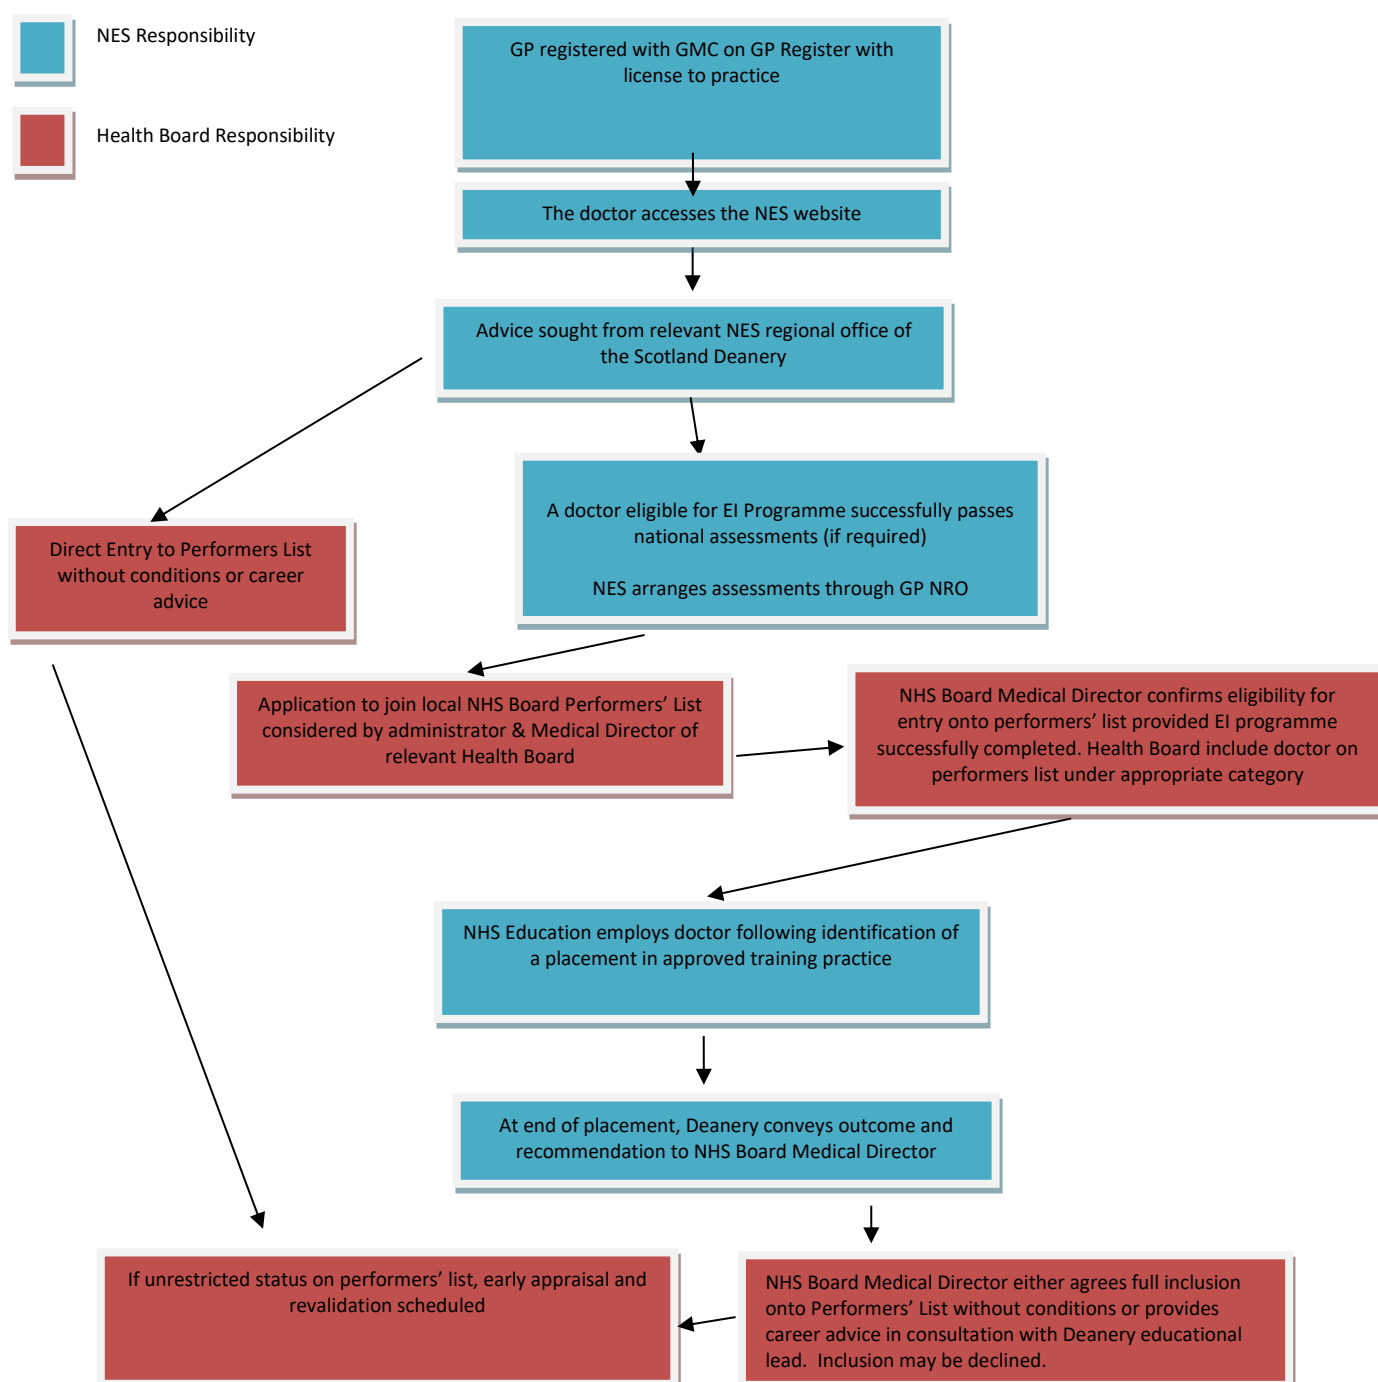 NES Responsibility
Health Board Responsibility
GP registered with GMC on GP Register with
license to practice
The doctor accesses the NES website
Advice sought from relevant NES regional office of
the Scotland Deanery
A doctor eligible for EI Programme successfully passes
national assessments (if required)
NES arranges assessments through GP NRO
Direct Entry to Performers List
without conditions or career
advice
Application to join local NHS Board Performers’ List
considered by administrator & Medical Director of
relevant Health Board
NHS Board Medical Director confirms eligibility for
entry onto performers’ list provided EI programme
successfully completed. Health Board include doctor on
performers list under appropriate category
NHS Education employs doctor following identification of
a placement in approved training practice
At end of placement, Deanery conveys outcome and
recommendation to NHS Board Medical Director
If unrestricted status on performers’ list, early appraisal and
revalidation scheduled
NHS Board Medical Director either agrees full inclusion
onto Performers’ List without conditions or provides
career advice in consultation with Deanery educational
lead.  Inclusion may be declined.